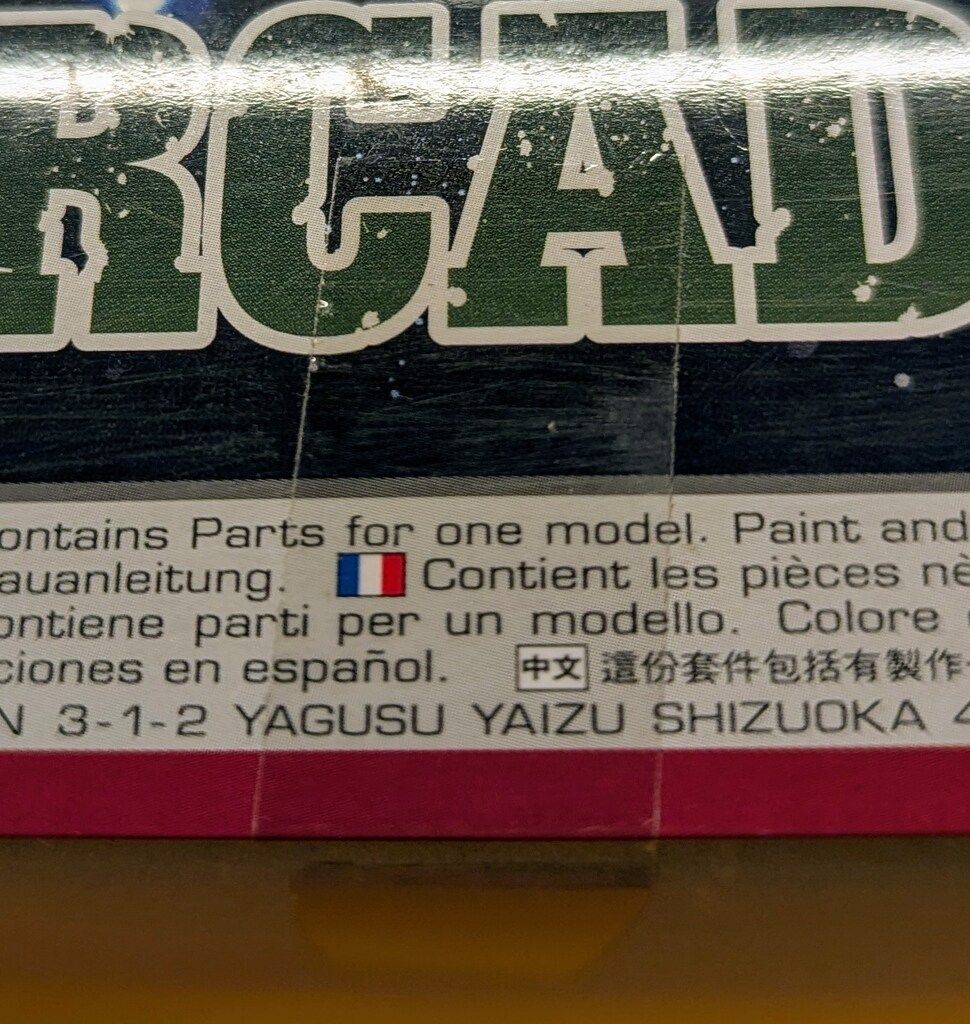 RCAD
ontains Parts for one model. Paint and
auanleitung. Contient les pièces nè
ontiene parti per un modello. Colore
ciones en español. 中文 這份套件包括有製作
N 3-1-2 YAGUSU YAIZU SHIZUOKA 4